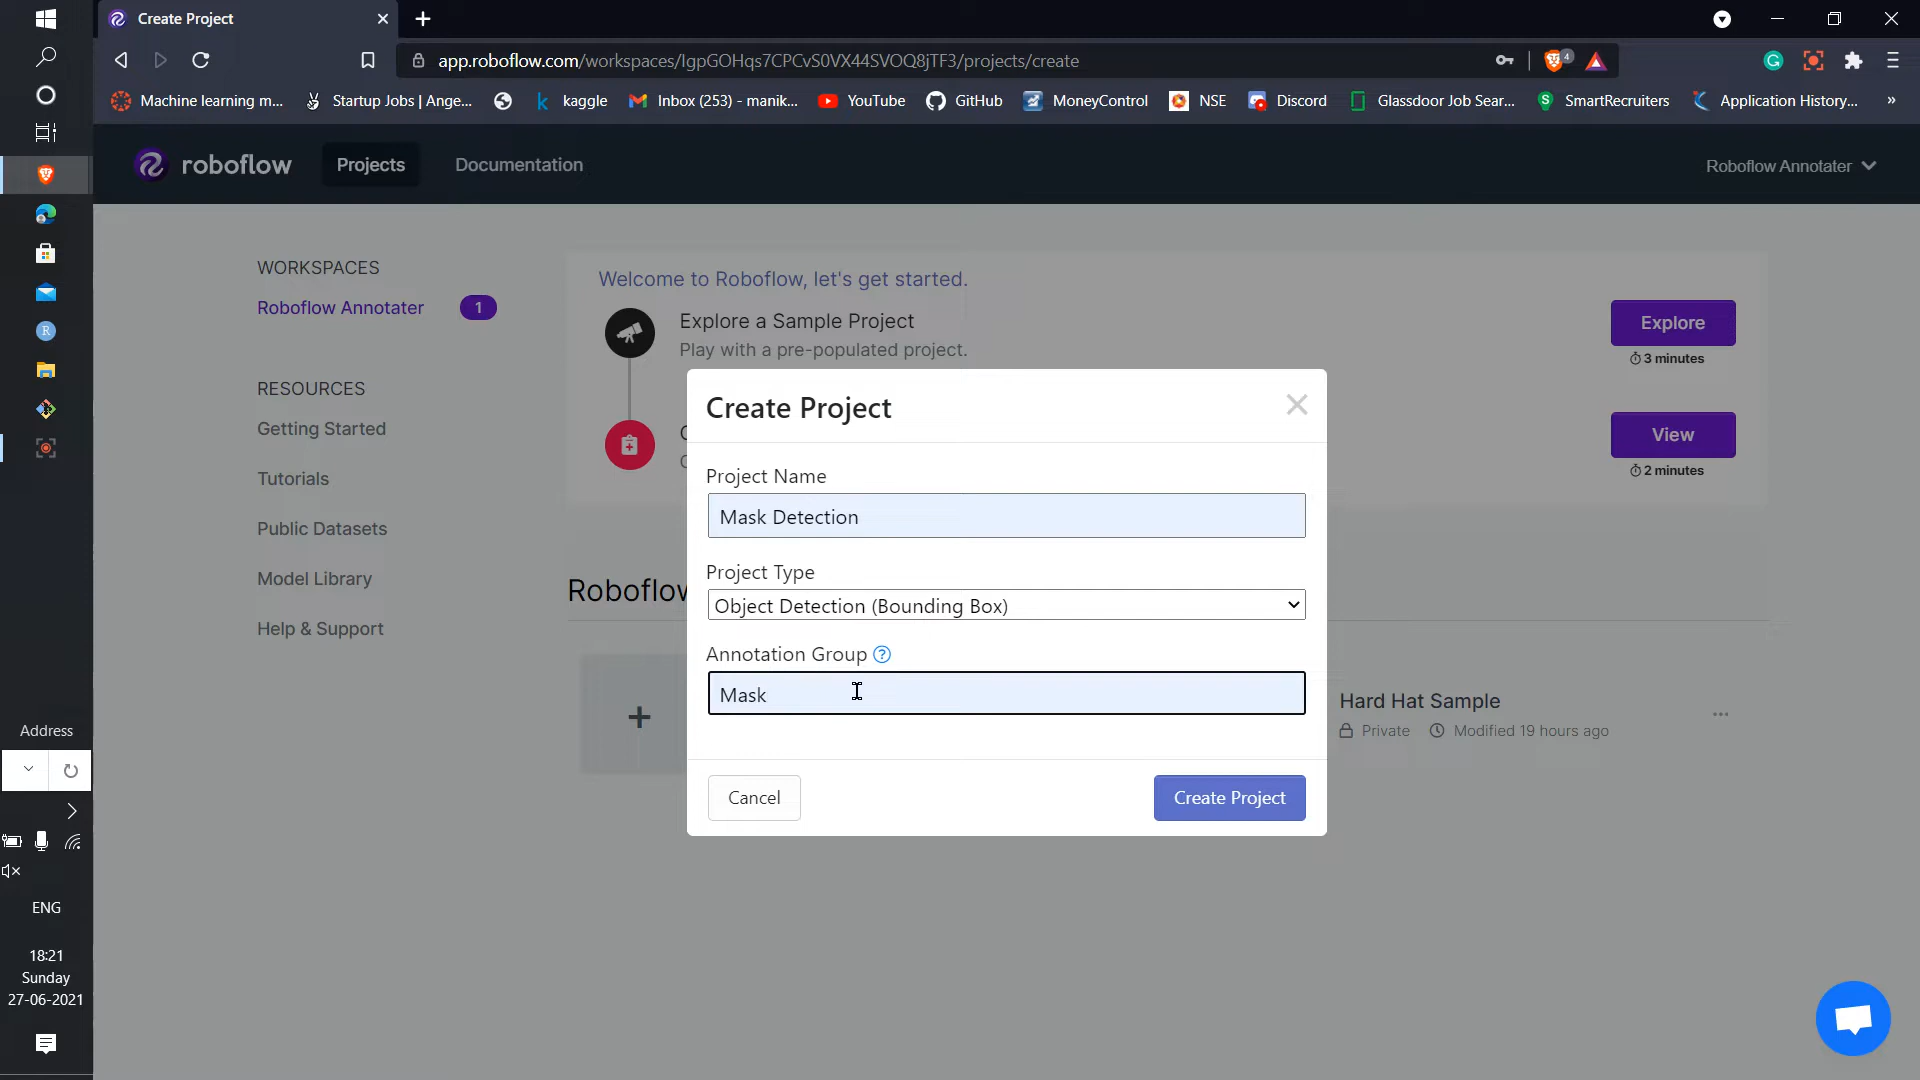 Create Project
app.roboflow.com/workspaces/IgpGOHqs7CPCvS0VX44SVOQ8jTF3/projects/create
4
Machine learning m...
Startup Jobs | Ange...
kaggle
Inbox (253) - manik...
YouTube
GitHub
MoneyControl
NSE
Discord
Glassdoor Job Sear...
SmartRecruiters
Application History...
»
roboflow
Projects
Documentation
Roboflow Annotater
WORKSPACES
Roboflow Annotater
1
RESOURCES
Getting Started
Tutorials
Public Datasets
Model Library
Help & Support
Welcome to Roboflow, let's get started.
Explore a Sample Project
Play with a pre-populated project.
Explore
3 minutes
View
2 minutes
Create Project
Project Name
Mask Detection
Project Type
Object Detection (Bounding Box)
Annotation Group ?
Mask
Cancel
Create Project
Roboflow
+
Hard Hat Sample
Private
Modified 19 hours ago
...
R
Address
ENG
18:21
Sunday
27-06-2021